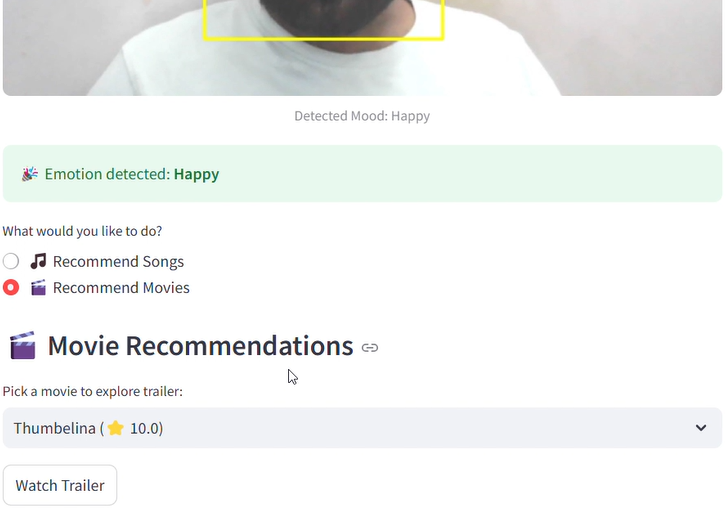 Detected Mood: Happy
🎉 Emotion detected: Happy
What would you like to do?
🎵 Recommend Songs
🎬 Recommend Movies
🎬 Movie Recommendations
Pick a movie to explore trailer:
Thumbelina (⭐ 10.0)
Watch Trailer